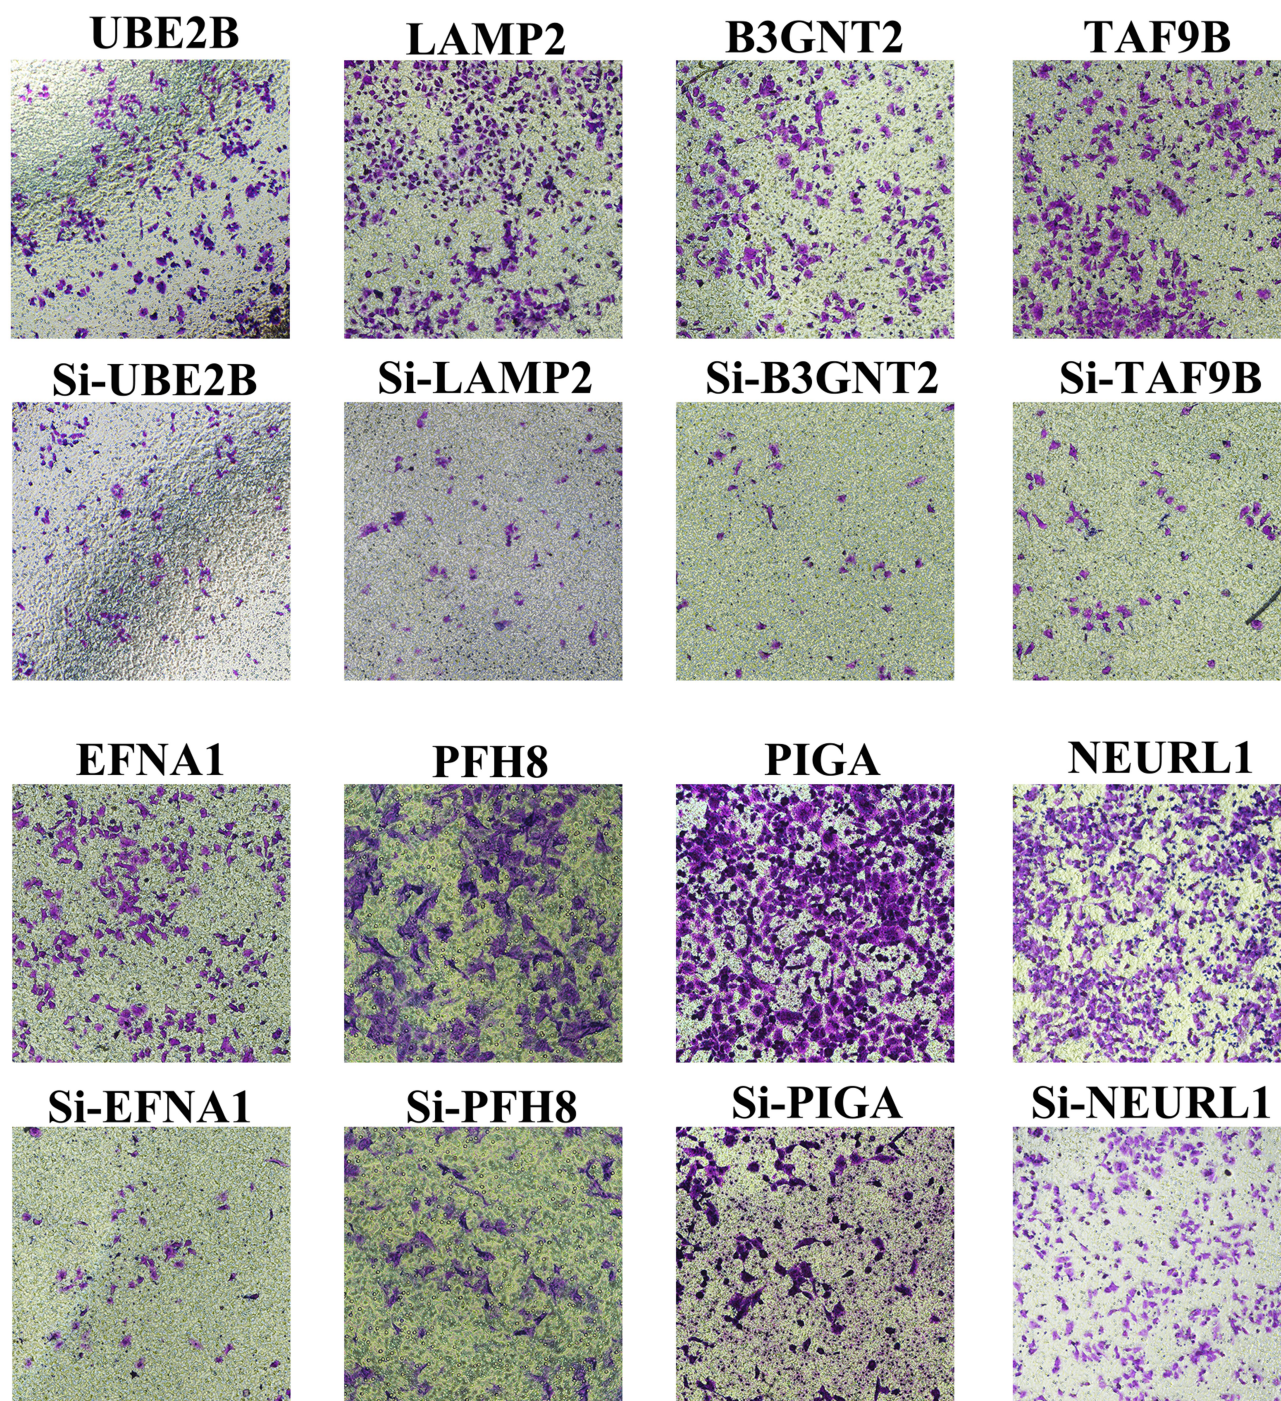 UBE2B
LAMP2
B3GNT2
TAF9B
Si-UBE2B
Si-LAMP2
Si-B3GNT2
Si-TAF9B
EFNA1
PFH8
PIGA
NEURL1
Si-EFNA1
Si-PFH8
Si-PIGA
Si-NEURL1